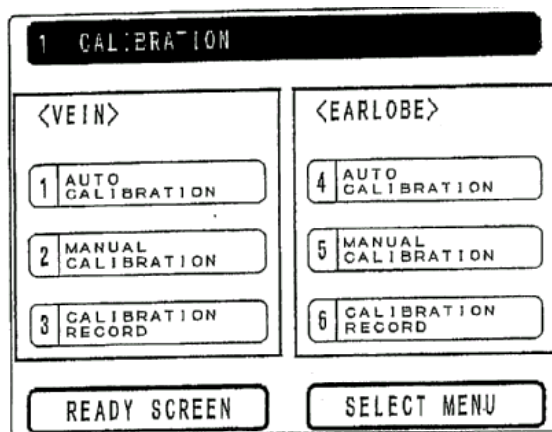 1 CALIBRATION
<VEIN>
1 AUTO CALIBRATION
2 MANUAL CALIBRATION
3 CALIBRATION RECORD
<EARLOBE>
4 AUTO CALIBRATION
5 MANUAL CALIBRATION
6 CALIBRATION RECORD
READY SCREEN
SELECT MENU